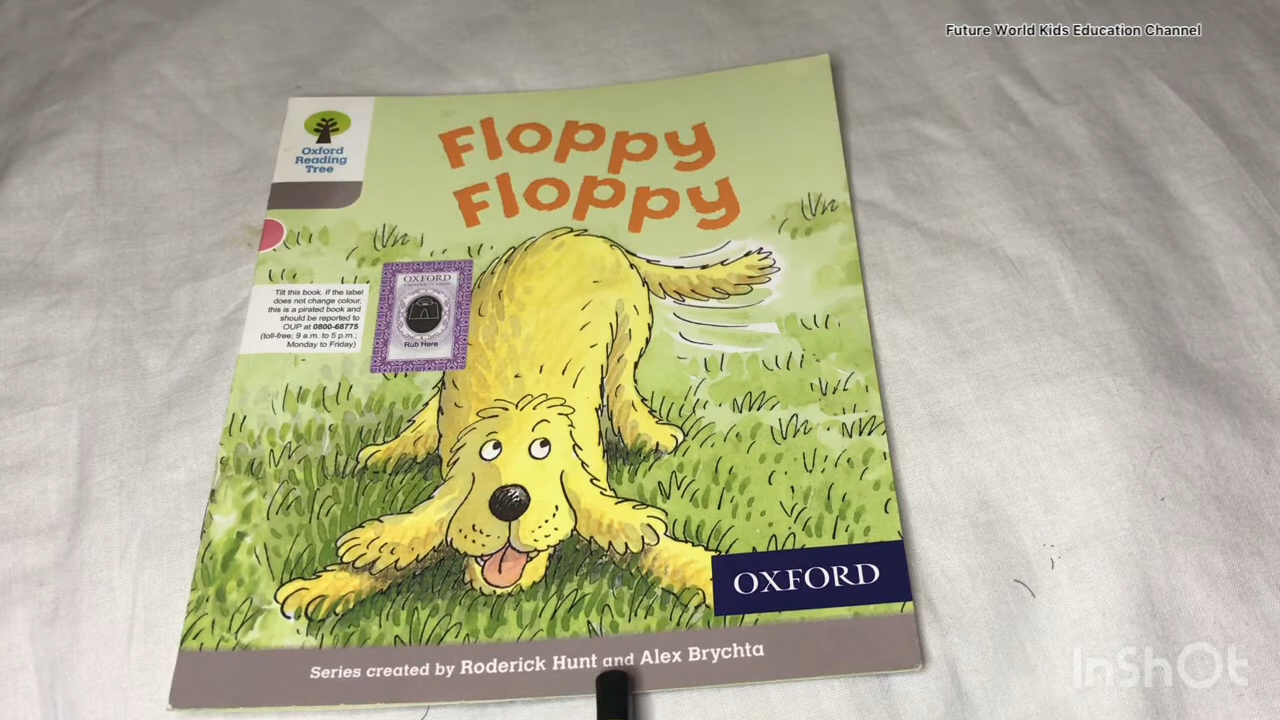 Future World Kids Education Channel
Oxford
Reading
Tree
Floppy
Floppy
Tilt this book. If the label
does not change colour,
this is a pirated book and
should be reported to
OUP at 0800-68775
(toll-free; 9 a.m. to 5 p.m.;
Monday to Friday)
OXFORD
UNIVERSITY PRESS
Rub Here
OXFORD
Series created by Roderick Hunt and Alex Brychta
InShOt